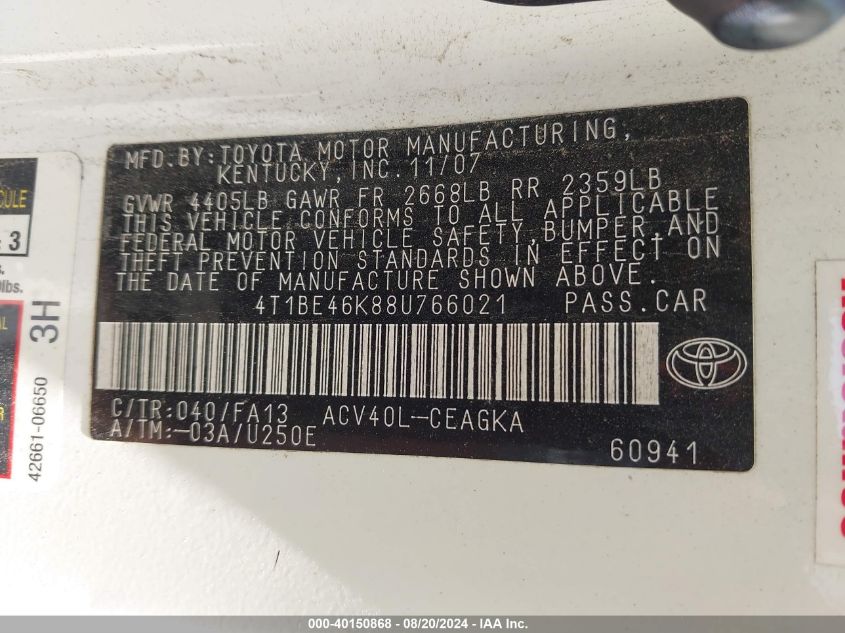 MFD.BY:TOYOTA MOTOR MANUFACTURING,
KENTUCKY, INC. 11/07
GVWR 4405LB GAWR FR 2668LB RR 2359LB
THIS VEHICLE CONFORMS TO ALL APPLICABLE
FEDERAL MOTOR VEHICLE SAFETY, BUMPER, AND
THEFT PREVENTION STANDARDS IN EFFECT ON
THE DATE OF MANUFACTURE SHOWN ABOVE.
4T1BE46K88U766021 PASS.CAR
C/TR:040/FA13 ACV40L-CEAGKA
A/TM:-03A/U250E
60941
3
3H
42661-06650
000-40150868 - 08/20/2024 - IAA Inc.